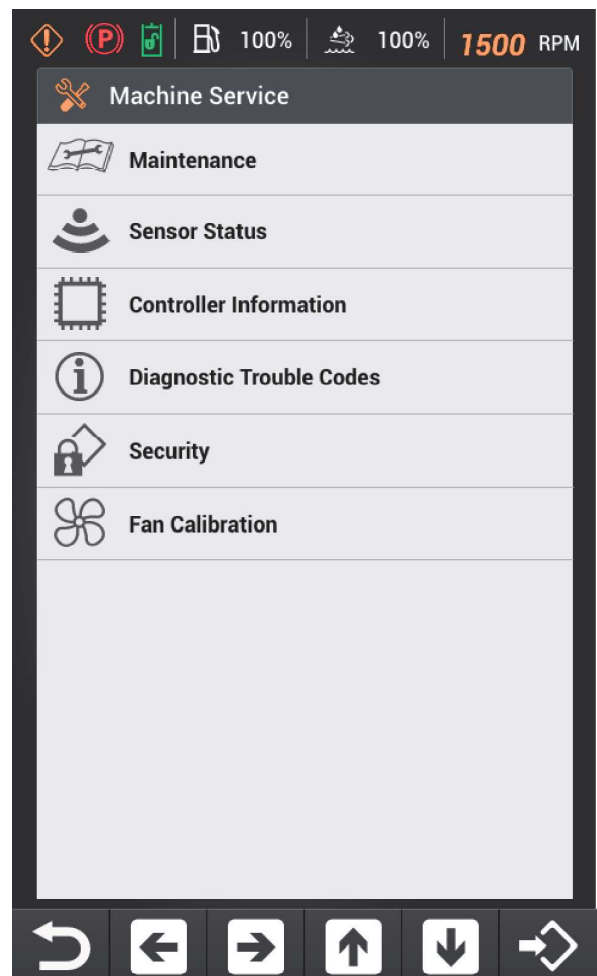 (P) 100% 100% 1500 RPM
Machine Service
Maintenance
Sensor Status
Controller Information
Diagnostic Trouble Codes
Security
Fan Calibration